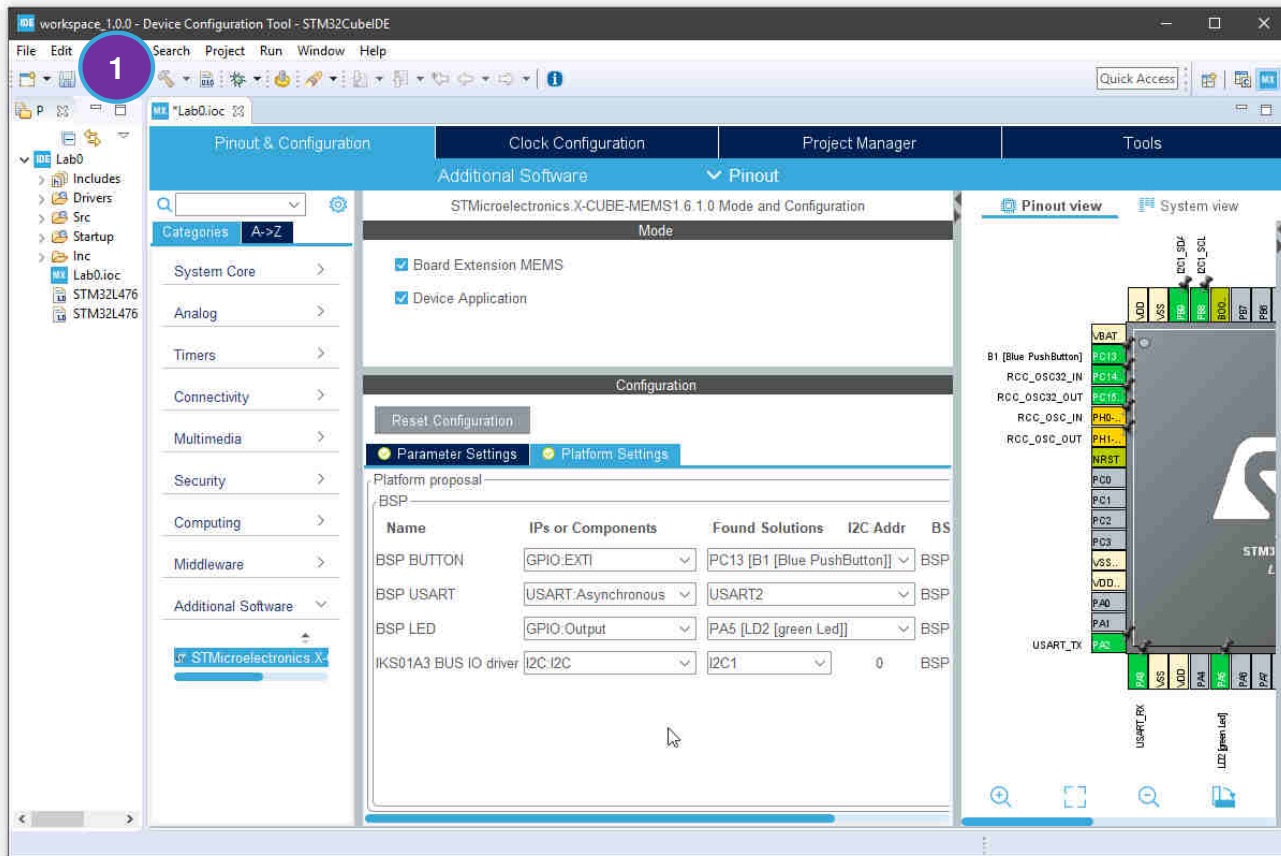 IDE workspace_1.0.0 - Device Configuration Tool - STM32CubeIDE
File Edit Search Project Run Window Help
1
Quick Access
P
MX *Lab0.ioc
IDE Lab0
Includes
Drivers
Src
Startup
Inc
MX Lab0.ioc
STM32L476
STM32L476
Pinout & Configuration Clock Configuration Project Manager Tools
Additional Software Pinout
Categories A->Z
System Core
Analog
Timers
Connectivity
Multimedia
Security
Computing
Middleware
Additional Software
STMicroelectronics.X-
STMicroelectronics.X-CUBE-MEMS1.6.1.0 Mode and Configuration
Mode
Board Extension MEMS
Device Application
Configuration
Reset Configuration
Parameter Settings Platform Settings
Platform proposal
BSP
Name IPs or Components Found Solutions I2C Addr BS
BSP BUTTON GPIO:EXTI PC13 [B1 [Blue PushButton]] BSP
BSP USART USART:Asynchronous USART2 BSP
BSP LED GPIO:Output PA5 [LD2 [green Led]] BSP
IKS01A3 BUS IO driver I2C:I2C I2C1 0 BSP
Pinout view System view
I2C1_SDA I2C1_SCL
VDD VSS PB9 PB8 BOO.. PB7 PB6
VBAT
B1 [Blue PushButton] PC13
RCC_OSC32_IN PC14..
RCC_OSC32_OUT PC15..
RCC_OSC_IN PH0-..
RCC_OSC_OUT PH1-..
NRST
PC0
PC1
PC2
PC3
VSS..
VDD..
PA0
PA1
USART_TX PA2
STM3
L
PA3 VSS VDD PA4 PA5 PA6 PA7
USART_RX LD2 [green Led]